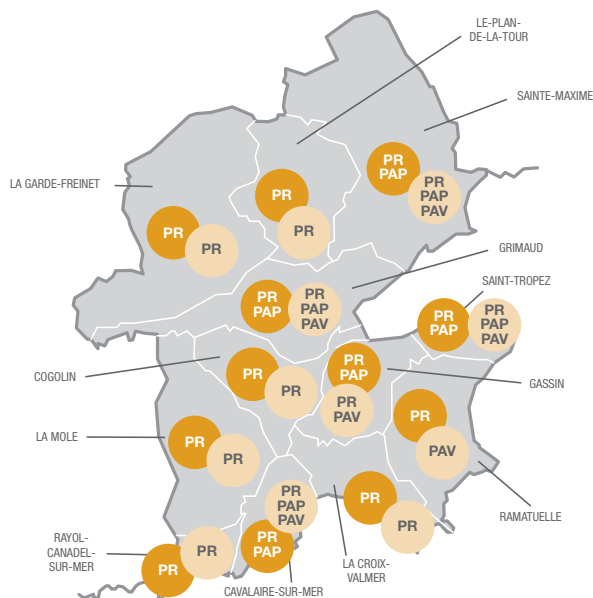 LE-PLAN-
DE-LA-TOUR
SAINTE-MAXIME
PR
PAP
PR
PAP
PAV
LA GARDE-FREINET
PR
PR
PR
PR
GRIMAUD
SAINT-TROPEZ
PR
PAP
PR
PAP
PAV
PR
PAP
PR
PAP
PAV
COGOLIN
PR
PR
PR
PAP
PR
PAV
GASSIN
LA MOLE
PR
PR
PR
PAV
RAMATUELLE
PR
PAP
PAV
PR
PAP
PR
PR
RAYOL-
CANADEL-
SUR-MER
PR
PR
CAVALAIRE-SUR-MER
LA CROIX-
VALMER